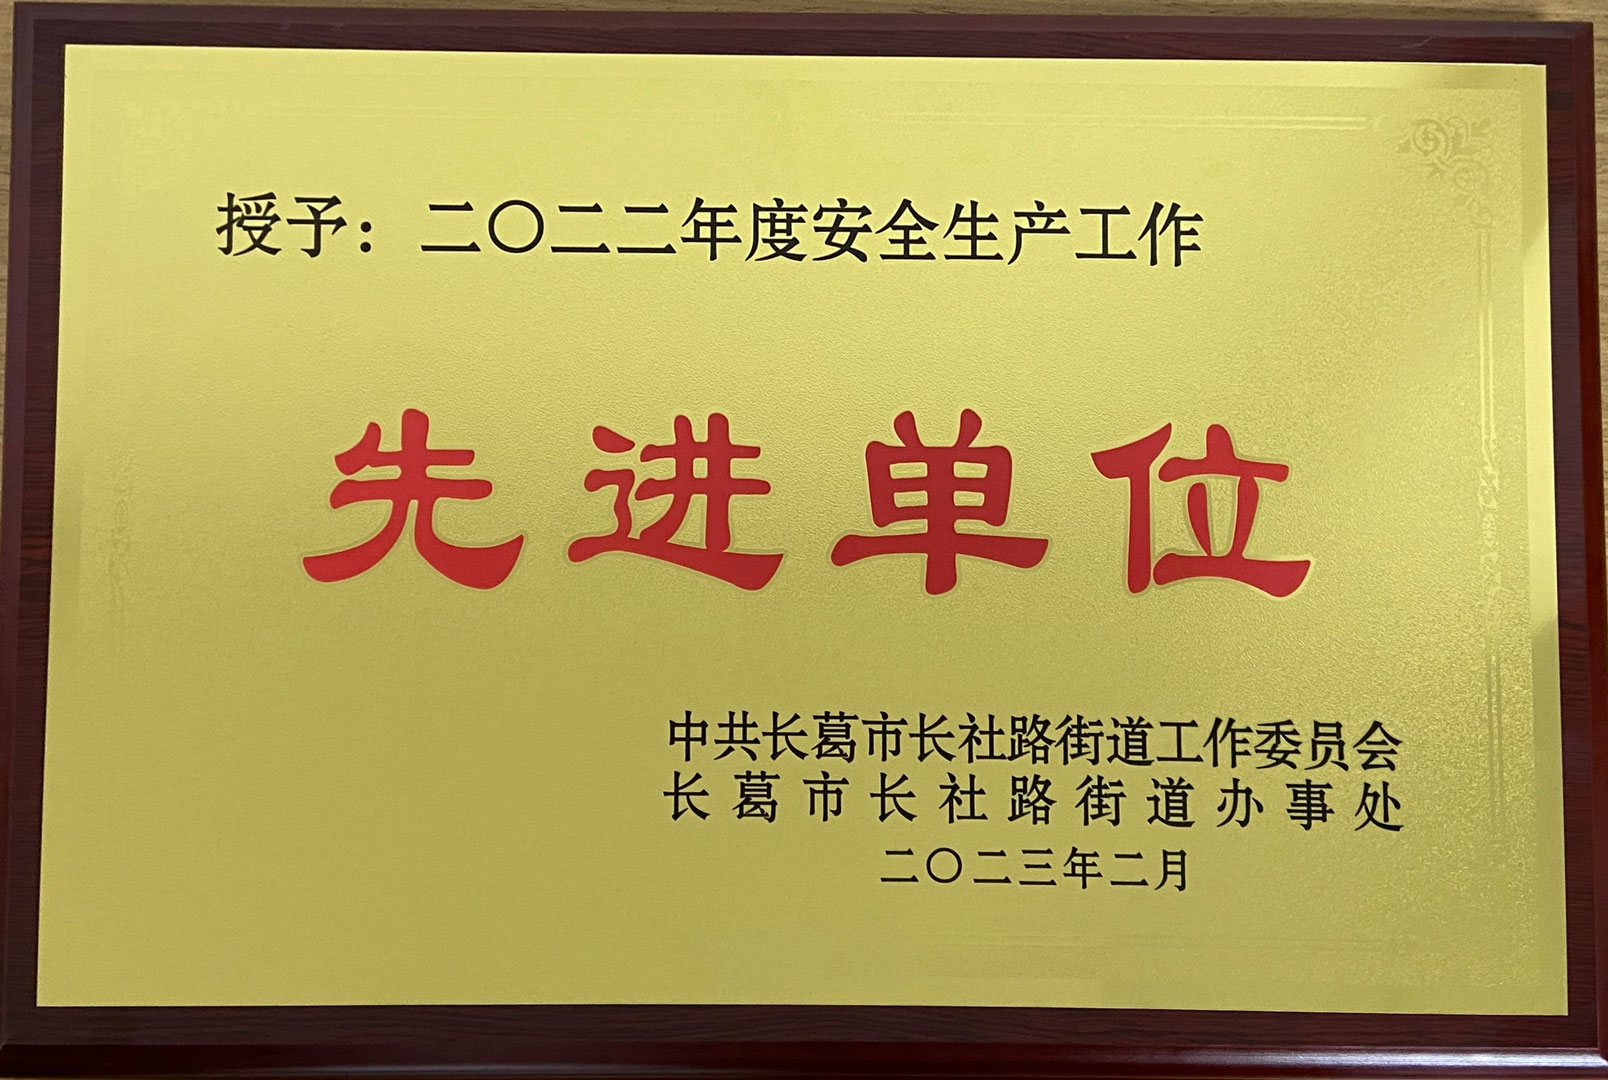 授予：二〇二二年度安全生产工作
先进单位
中共长葛市长社路街道工作委员会
长葛市长社路街道办事处
二〇二三年二月